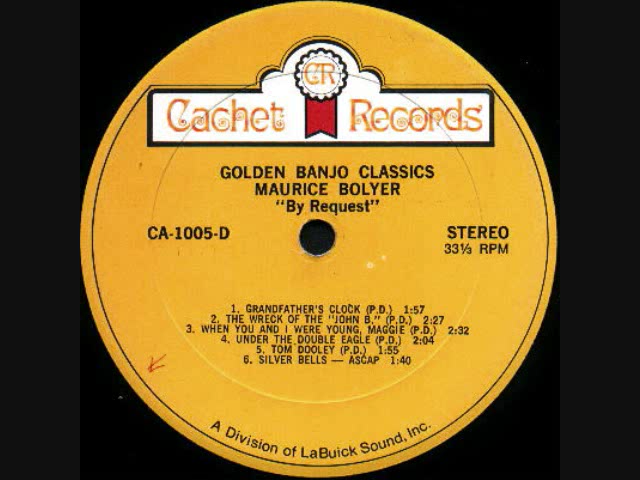 CR
Cachet Records
GOLDEN BANJO CLASSICS
MAURICE BOLYER
"By Request"
CA-1005-D
STEREO
33⅓ RPM
1. GRANDFATHER'S CLOCK (P.D.) 1:57
2. THE WRECK OF THE "JOHN B." (P.D.) 2:27
3. WHEN YOU AND I WERE YOUNG, MAGGIE (P.D.) 2:32
4. UNDER THE DOUBLE EAGLE (P.D.) 2:04
5. TOM DOOLEY (P.D.) 1:55
6. SILVER BELLS — ASCAP 1:40
A Division of LaBuick Sound, Inc.